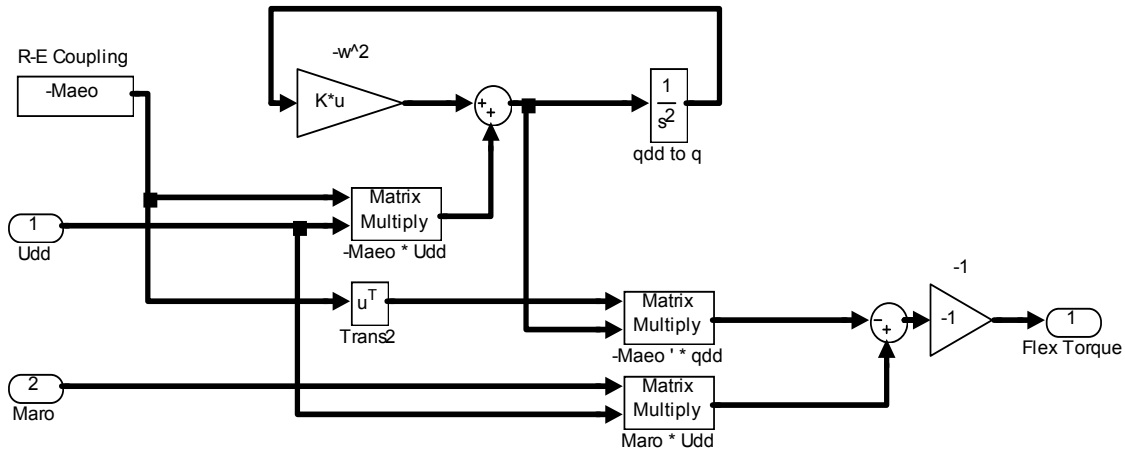 -w^2
R-E Coupling
-Maeo
K*u
+
+
1
s2
qdd to q
Matrix
Multiply
-Maeo * Udd
1
Udd
uT
Trans2
Matrix
Multiply
-Maeo ' * qdd
−
+
-1
-1
1
Flex Torque
2
Maro
Matrix
Multiply
Maro * Udd